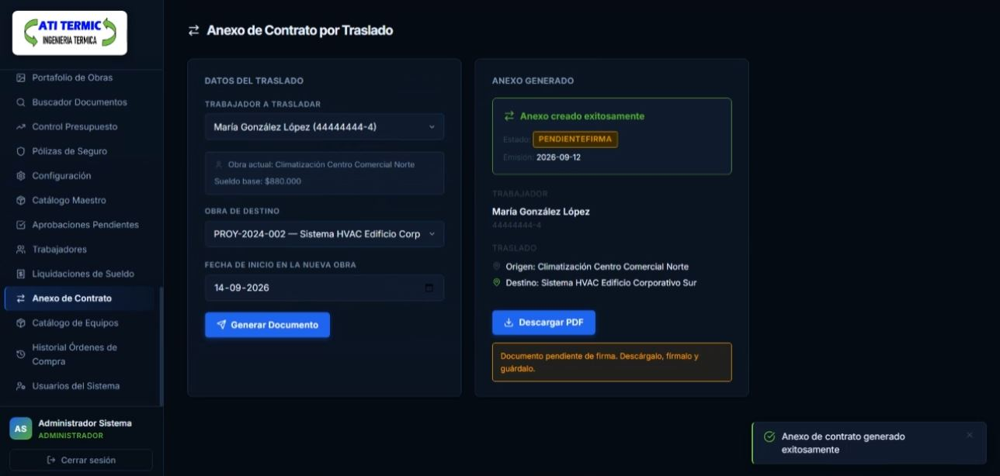 ATI TERMIC
INGENIERIA TERMICA
Portafolio de Obras
Buscador Documentos
Control Presupuesto
Pólizas de Seguro
Configuración
Catálogo Maestro
Aprobaciones Pendientes
Trabajadores
Liquidaciones de Sueldo
Anexo de Contrato
Catálogo de Equipos
Historial Órdenes de
Compra
Usuarios del Sistema
AS
Administrador Sistema
ADMINISTRADOR
Cerrar sesión
Anexo de Contrato por Traslado
DATOS DEL TRASLADO
TRABAJADOR A TRASLADAR
María González López (44444444-4)
Obra actual: Climatización Centro Comercial Norte
Sueldo base: $880.000
OBRA DE DESTINO
PROY-2024-002 — Sistema HVAC Edificio Corp
FECHA DE INICIO EN LA NUEVA OBRA
14-09-2026
Generar Documento
ANEXO GENERADO
Anexo creado exitosamente
Estado: PENDIENTEFIRMA
Emisión: 2026-09-12
TRABAJADOR
María González López
44444444-4
TRASLADO
Origen: Climatización Centro Comercial Norte
Destino: Sistema HVAC Edificio Corporativo Sur
Descargar PDF
Documento pendiente de firma. Descárgalo, fírmalo y
guárdalo.
Anexo de contrato generado
exitosamente